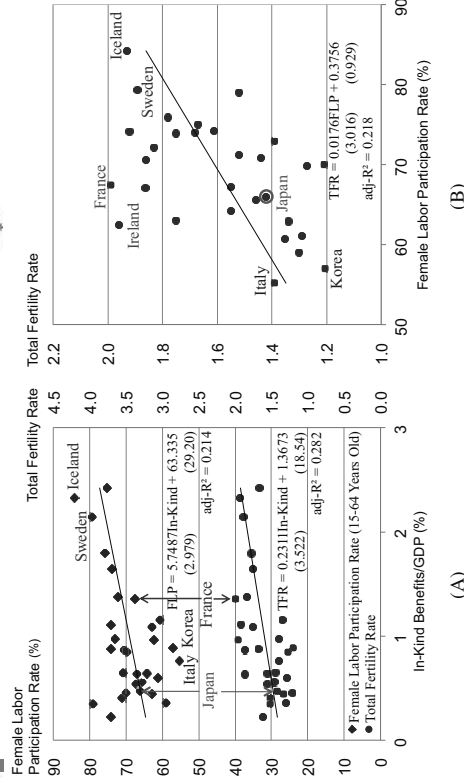 Female Labor
Participation Rate (%)
Total Fertility Rate
90
80
70
60
50
40
30
20
10
0
4.5
4.0
3.5
3.0
2.5
2.0
1.5
1.0
0.5
0.0
Sweden
Iceland
FLP = 5.7487In-Kind + 63.335
(2.979) (29.20)
adj-R² = 0.214
Italy
Korea
Japan
France
TFR = 0.2311In-Kind + 1.3673
(3.522) (18.54)
adj-R² = 0.282
Female Labor Participation Rate (15-64 Years Old)
Total Fertility Rate
0
1
2
3
In-Kind Benefits/GDP (%)
(A)
Total Fertility Rate
2.2
2.0
1.8
1.6
1.4
1.2
1.0
France
Ireland
Iceland
Sweden
Italy
Japan
Korea
TFR = 0.0176FLP + 0.3756
(3.016) (0.929)
adj-R² = 0.218
50
60
70
80
90
Female Labor Participation Rate (%)
(B)